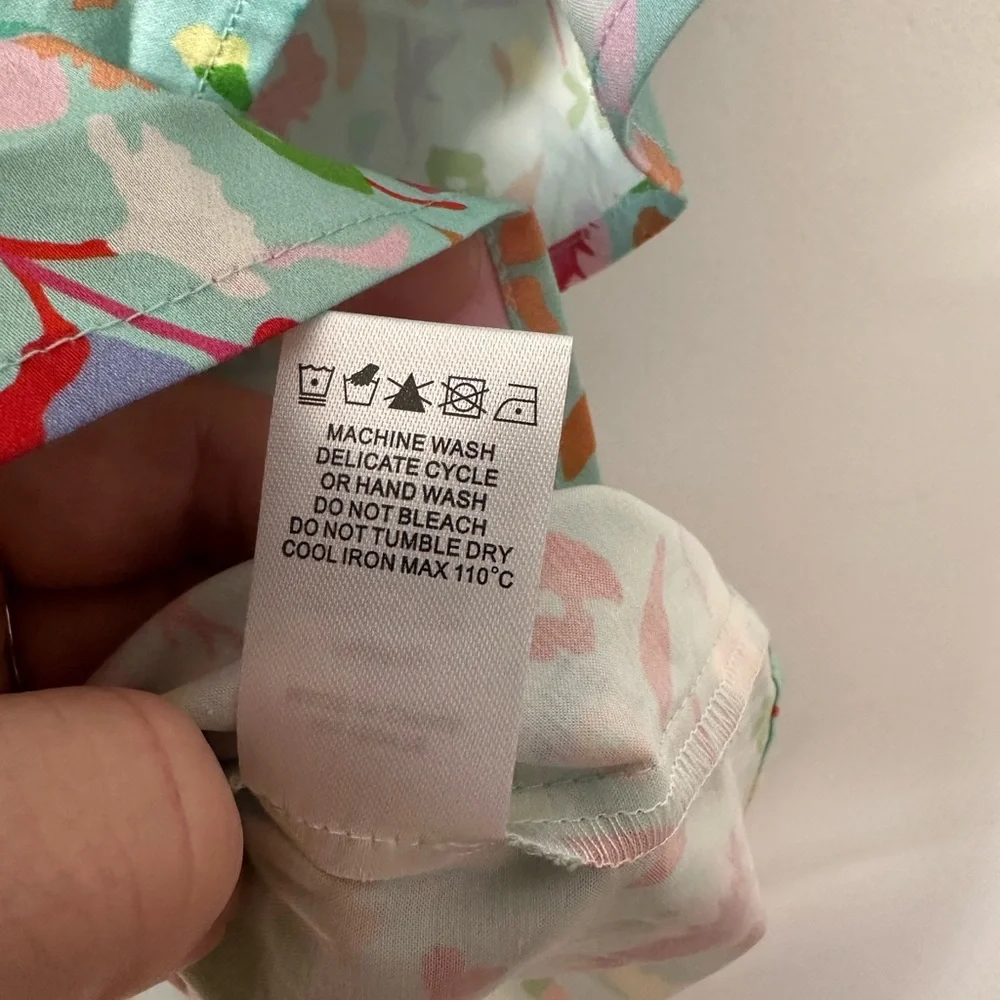 MACHINE WASH
DELICATE CYCLE
OR HAND WASH
DO NOT BLEACH
DO NOT TUMBLE DRY
COOL IRON MAX 110°C